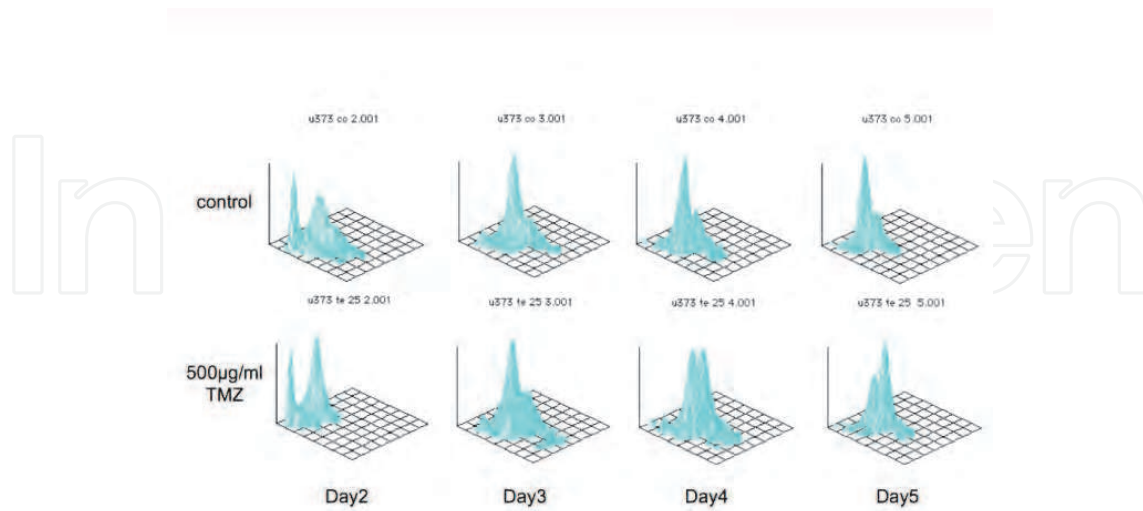 u373 co 2.001
u373 co 3.001
u373 co 4.001
u373 co 5.001
control
u373 te 25 2.001
u373 te 25 3.001
u373 te 25 4.001
u373 te 25 5.001
500µg/ml
TMZ
Day2
Day3
Day4
Day5
In
en